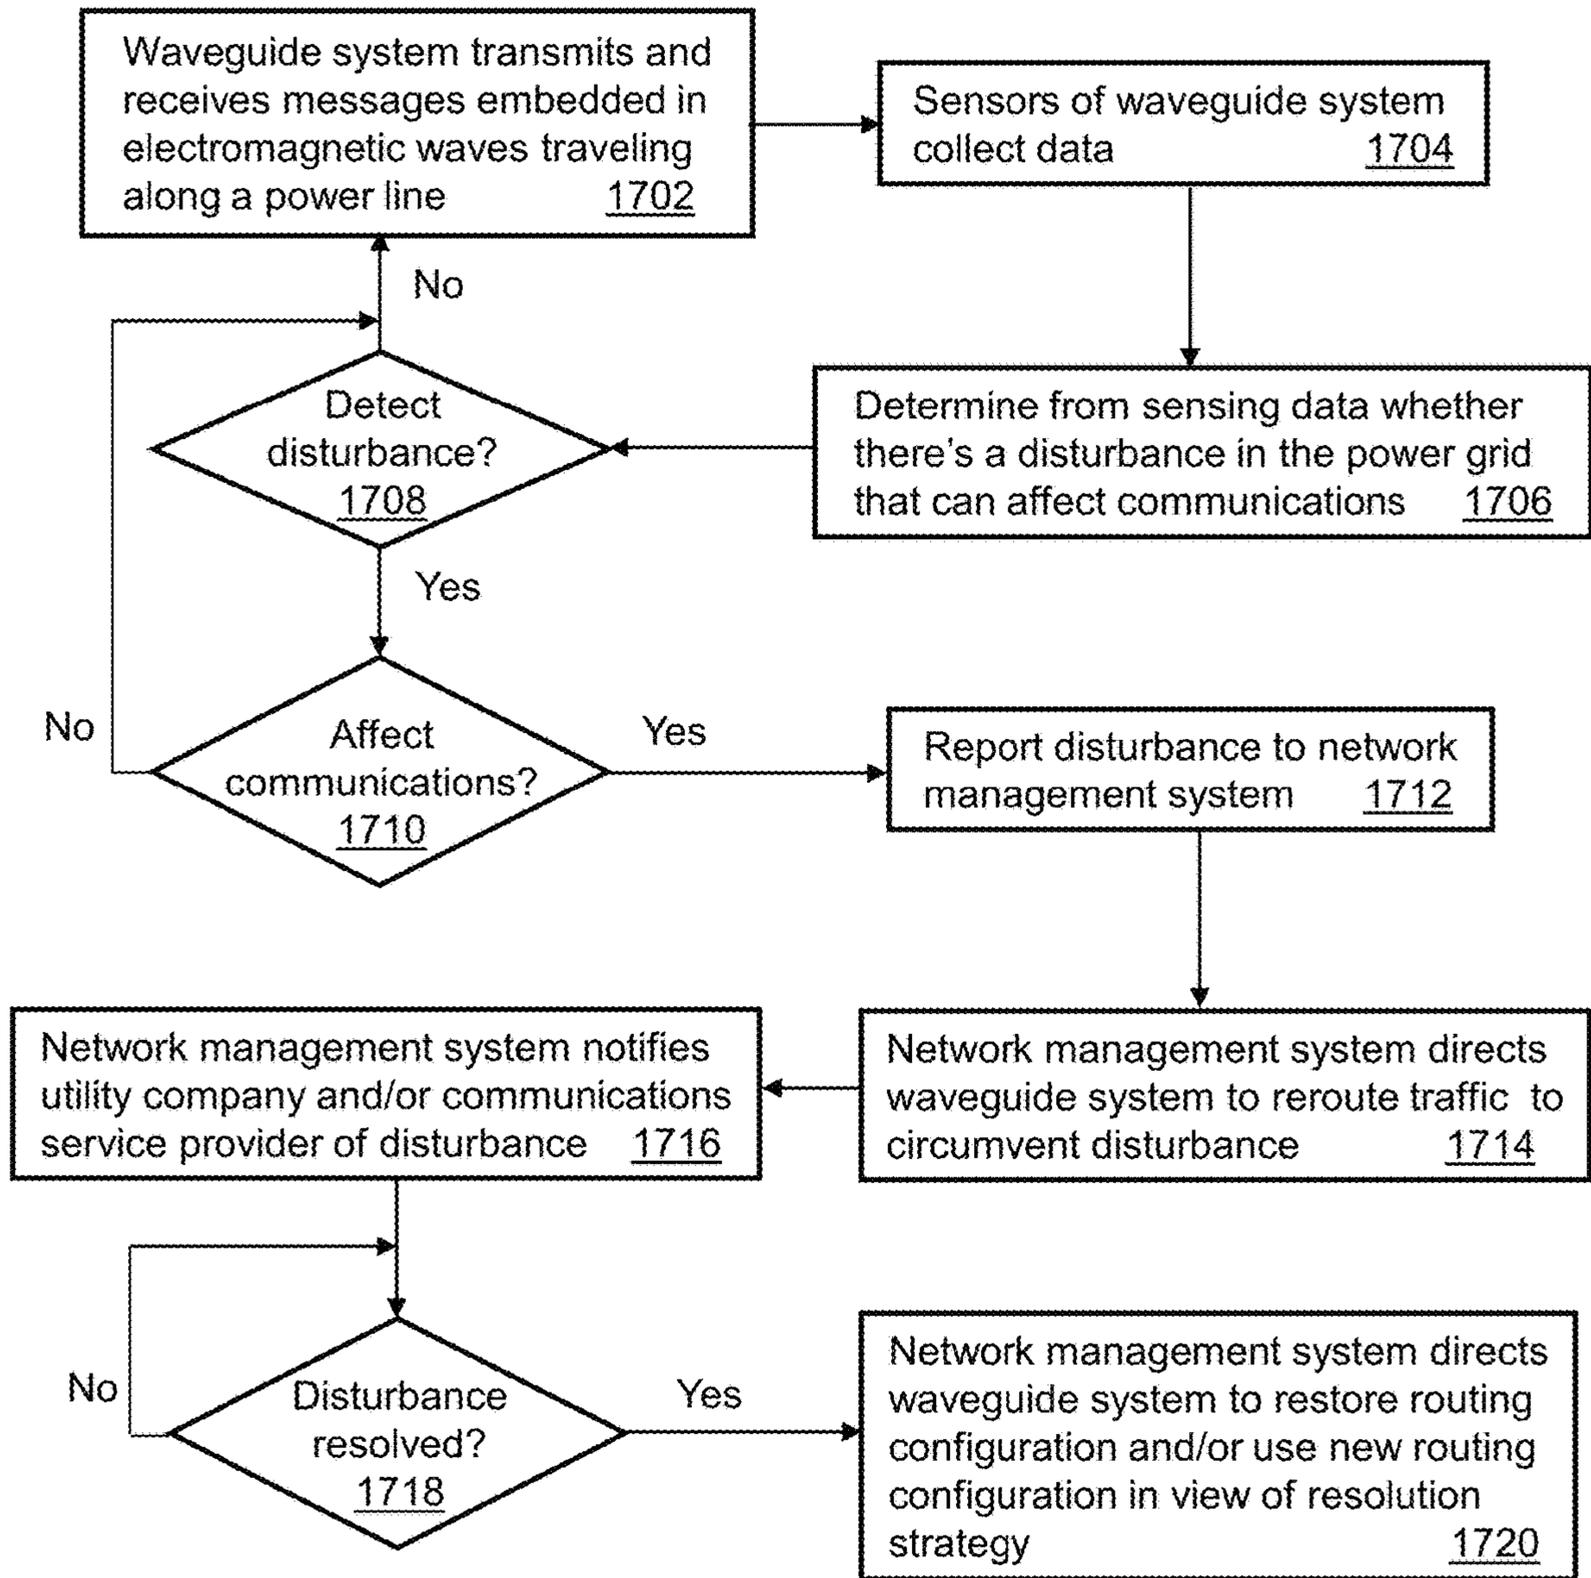 Waveguide system transmits and
receives messages embedded in
electromagnetic waves traveling
along a power line 1702
Sensors of waveguide system
collect data 1704
No
Detect
disturbance?
1708
Determine from sensing data whether
there's a disturbance in the power grid
that can affect communications 1706
Yes
No
Affect
communications?
1710
Yes
Report disturbance to network
management system 1712
Network management system notifies
utility company and/or communications
service provider of disturbance 1716
Network management system directs
waveguide system to reroute traffic to
circumvent disturbance 1714
No
Disturbance
resolved?
1718
Yes
Network management system directs
waveguide system to restore routing
configuration and/or use new routing
configuration in view of resolution
strategy 1720